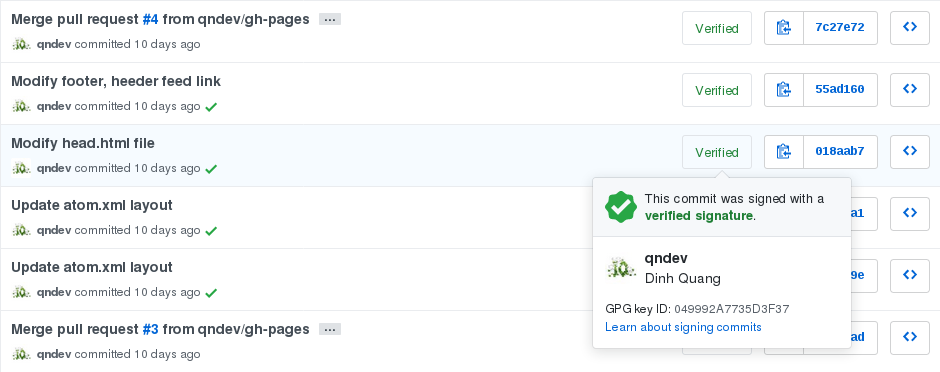 Merge pull request #4 from qndev/gh-pages …
qndev committed 10 days ago
Verified
7c27e72
Modify footer, heeder feed link
qndev committed 10 days ago
Verified
55ad160
Modify head.html file
qndev committed 10 days ago
Verified
018aab7
This commit was signed with a
verified signature.
qndev
Dinh Quang
GPG key ID: 049992A7735D3F37
Learn about signing commits
Update atom.xml layout
qndev committed 10 days ago
a1
Update atom.xml layout
qndev committed 10 days ago
9e
Merge pull request #3 from qndev/gh-pages …
qndev committed 10 days ago
ad